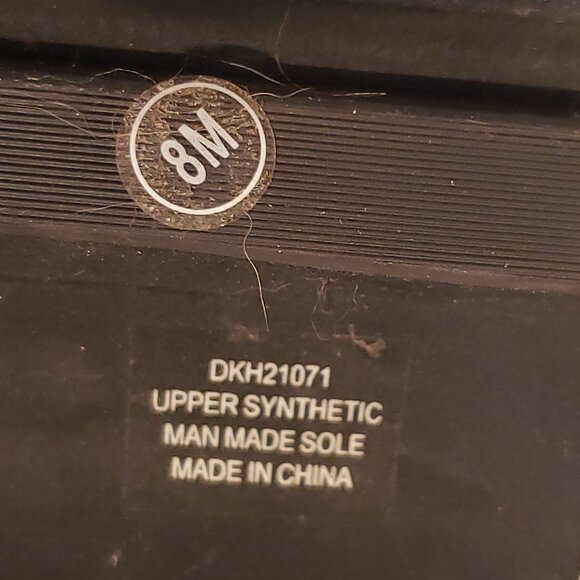 8M
DKH21071
UPPER SYNTHETIC
MAN MADE SOLE
MADE IN CHINA